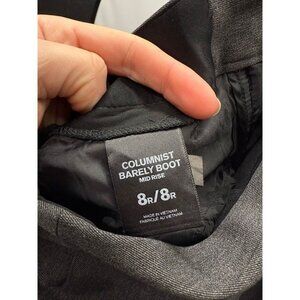 COLUMNIST
BARELY BOOT
MID RISE
8R/8R
MADE IN VIETNAM
FABRIQUÉ AU VIETNAM